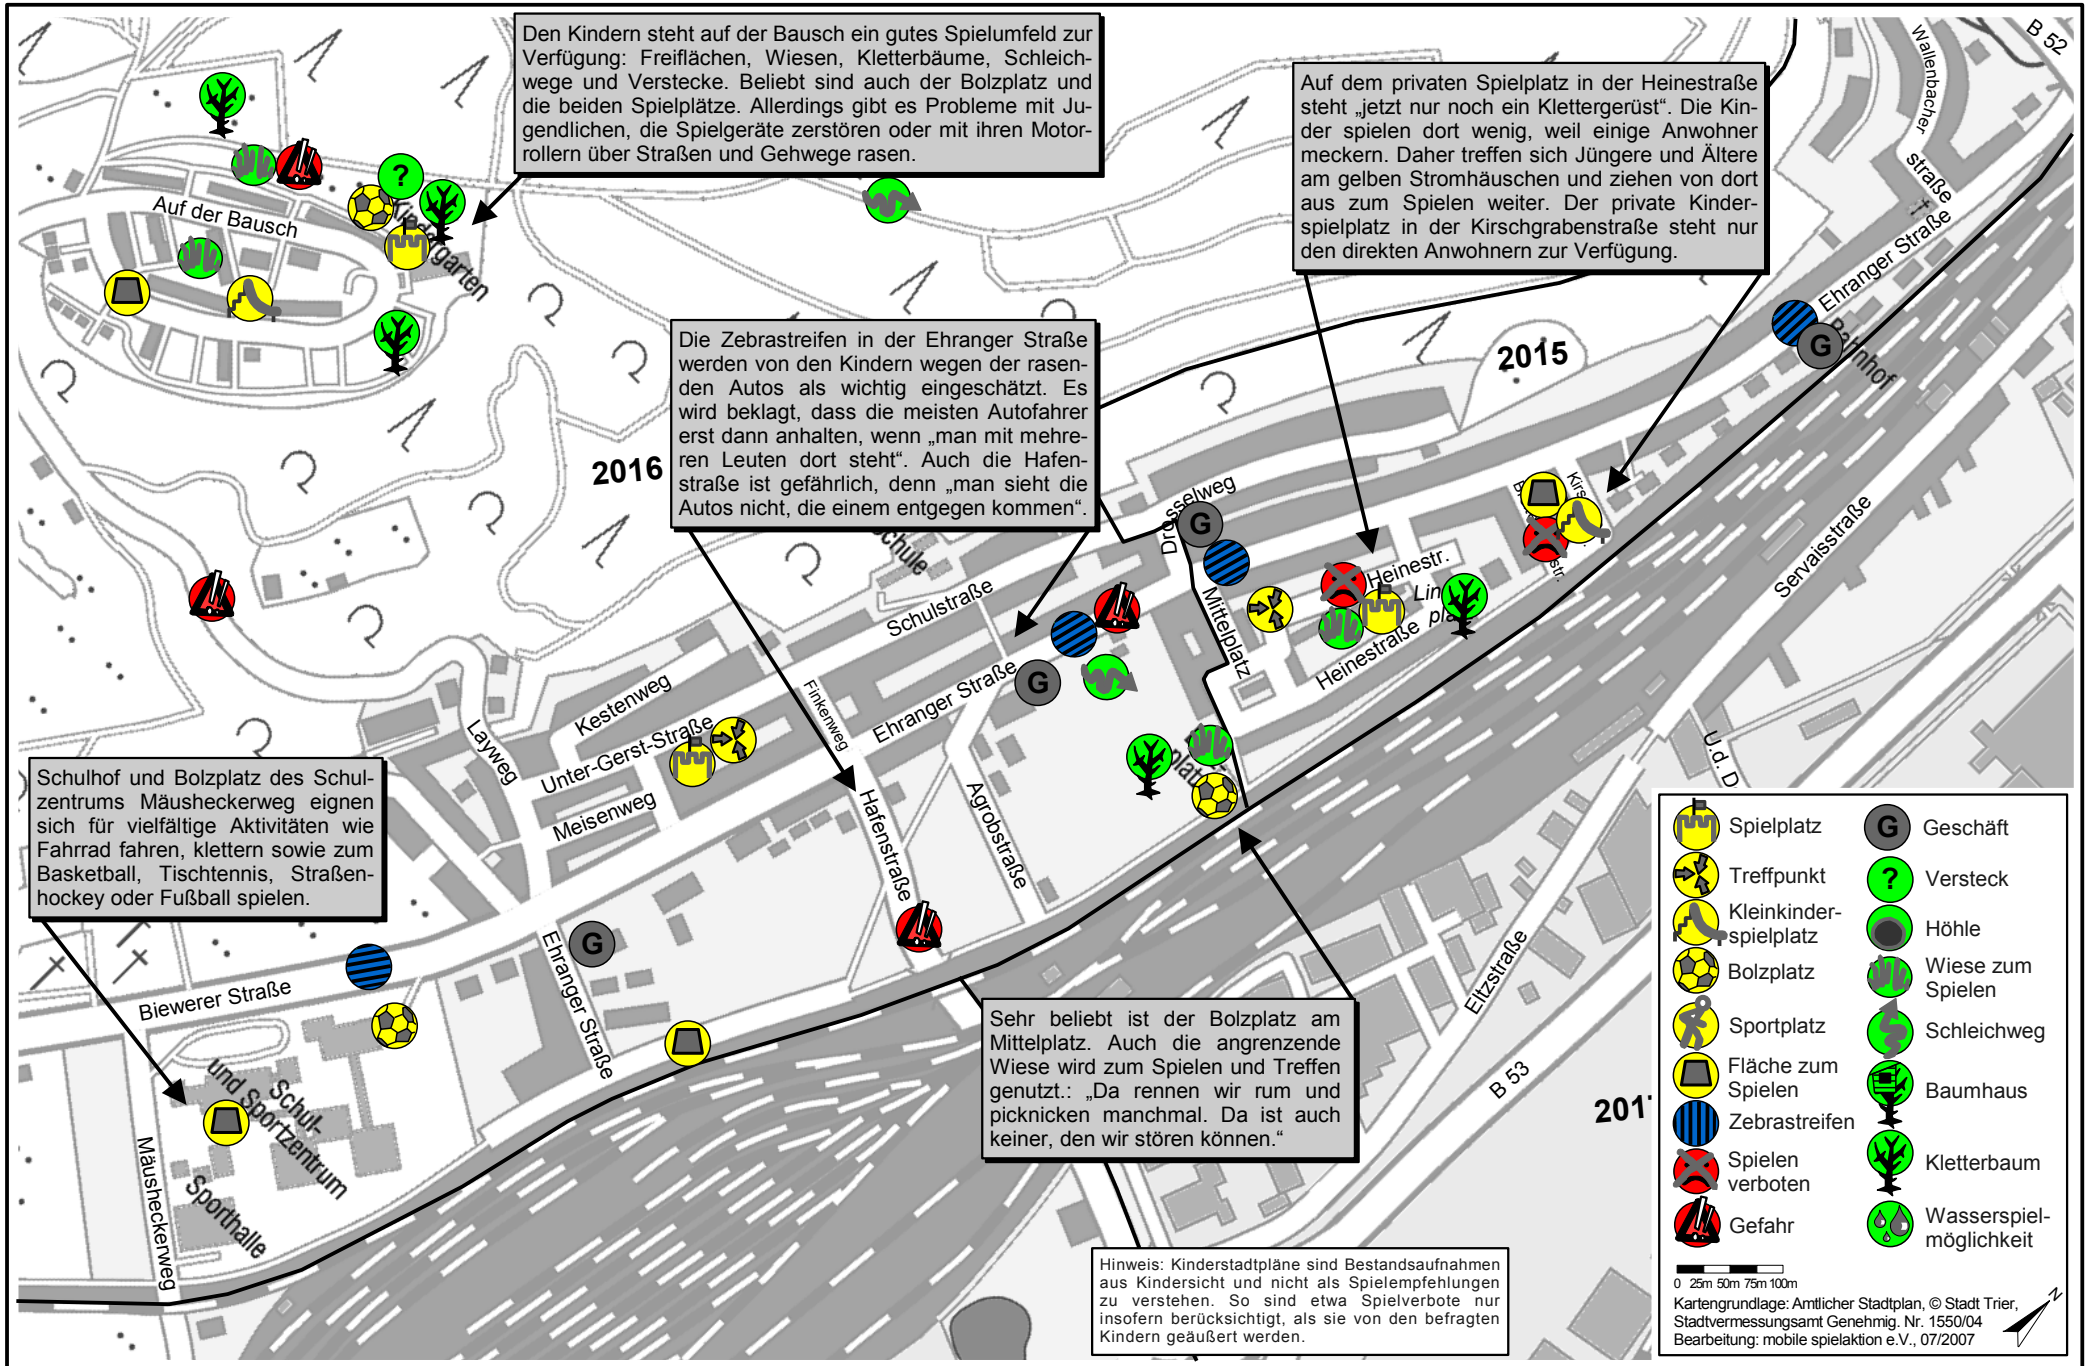 Den Kindern steht auf der Bausch ein gutes Spielumfeld zur
Verfügung: Freiflächen, Wiesen, Kletterbäume, Schleich-
wege und Verstecke. Beliebt sind auch der Bolzplatz und
die beiden Spielplätze. Allerdings gibt es Probleme mit Ju-
gendlichen, die Spielgeräte zerstören oder mit ihren Motor-
rollern über Straßen und Gehwege rasen.
Auf dem privaten Spielplatz in der Heinestraße
steht „jetzt nur noch ein Klettergerüst“. Die Kin-
der spielen dort wenig, weil einige Anwohner
meckern. Daher treffen sich Jüngere und Ältere
am gelben Stromhäuschen und ziehen von dort
aus zum Spielen weiter. Der private Kinder-
spielplatz in der Kirschgrabenstraße steht nur
den direkten Anwohnern zur Verfügung.
B 52
Wallenbacher
straße
Ehranger Straße
?
Auf der Bausch
G
Die Zebrastreifen in der Ehranger Straße
werden von den Kindern wegen der rasen-
den Autos als wichtig eingeschätzt. Es
wird beklagt, dass die meisten Autofahrer
erst dann anhalten, wenn „man mit mehre-
ren Leuten dort steht“. Auch die Hafen-
straße ist gefährlich, denn „man sieht die
Autos nicht, die einem entgegen kommen“.
2015
2016
Drosselweg
G
Schulstraße
Heinestr.
Mittelplatz
Heinestraße
Servaisstraße
Ehranger Straße
G
Kestenweg
Finkenweg
Layweg
Unter-Gerst-Straße
Meisenweg
Hafenstraße
Agrobstraße
U.d. D
Schulhof und Bolzplatz des Schul-
zentrums Mäusheckerweg eignen
sich für vielfältige Aktivitäten wie
Fahrrad fahren, klettern sowie zum
Basketball, Tischtennis, Straßen-
hockey oder Fußball spielen.
G
Biewerer Straße
Ehranger Straße
Schul-
und Sportzentrum
Sporthalle
Mäusheckerweg
Eltzstraße
B 53
Sehr beliebt ist der Bolzplatz am
Mittelplatz. Auch die angrenzende
Wiese wird zum Spielen und Treffen
genutzt.: „Da rennen wir rum und
picknicken manchmal. Da ist auch
keiner, den wir stören können.“
Hinweis: Kinderstadtpläne sind Bestandsaufnahmen
aus Kindersicht und nicht als Spielempfehlungen
zu verstehen. So sind etwa Spielverbote nur
insofern berücksichtigt, als sie von den befragten
Kindern geäußert werden.
Spielplatz
Treffpunkt
Kleinkinder-
spielplatz
Bolzplatz
Sportplatz
Fläche zum
Spielen
Zebrastreifen
Spielen
verboten
Gefahr
G Geschäft
? Versteck
Höhle
Wiese zum
Spielen
Schleichweg
Baumhaus
Kletterbaum
Wasserspiel-
möglichkeit
0 25m 50m 75m 100m
Kartengrundlage: Amtlicher Stadtplan, © Stadt Trier,
Stadtvermessungsamt Genehmig. Nr. 1550/04
Bearbeitung: mobile spielaktion e.V., 07/2007
N